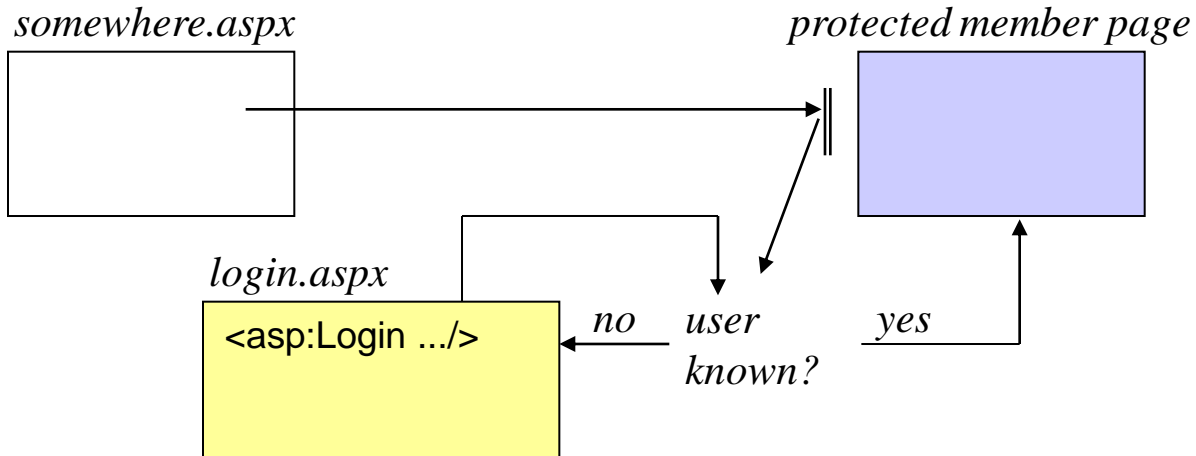 somewhere.aspx
protected member page
login.aspx
<asp:Login .../>
no
user
known?
yes